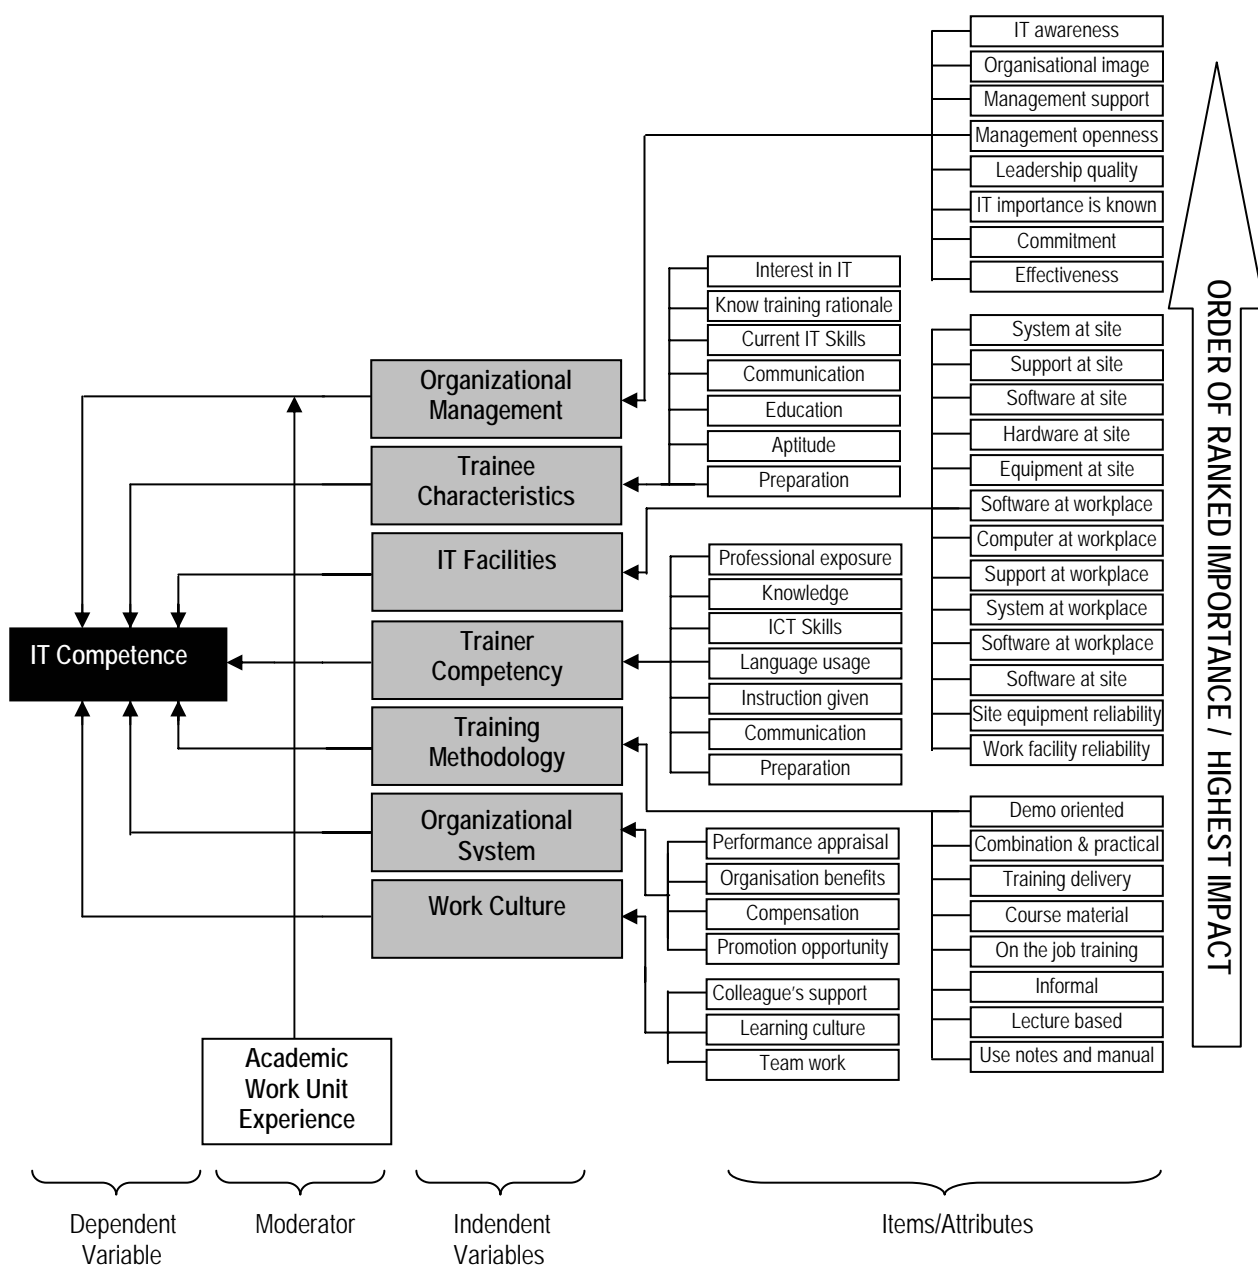 IT awareness
Organisational image
Management support
Management openness
Leadership quality
IT importance is known
Commitment
Effectiveness
Interest in IT
Know training rationale
Current IT Skills
Communication
Education
Aptitude
Preparation
System at site
Support at site
Software at site
Hardware at site
Equipment at site
Software at workplace
Computer at workplace
Support at workplace
System at workplace
Software at workplace
Software at site
Site equipment reliability
Work facility reliability
Professional exposure
Knowledge
ICT Skills
Language usage
Instruction given
Communication
Preparation
Demo oriented
Combination & practical
Training delivery
Course material
On the job training
Informal
Lecture based
Use notes and manual
Performance appraisal
Organisation benefits
Compensation
Promotion opportunity
Colleague's support
Learning culture
Team work
Organizational
Management
Trainee
Characteristics
IT Facilities
Trainer
Competency
Training
Methodology
Organizational
System
Work Culture
IT Competence
Academic
Work Unit
Experience
ORDER OF RANKED IMPORTANCE / HIGHEST IMPACT
Dependent
Variable
Moderator
Indendent
Variables
Items/Attributes